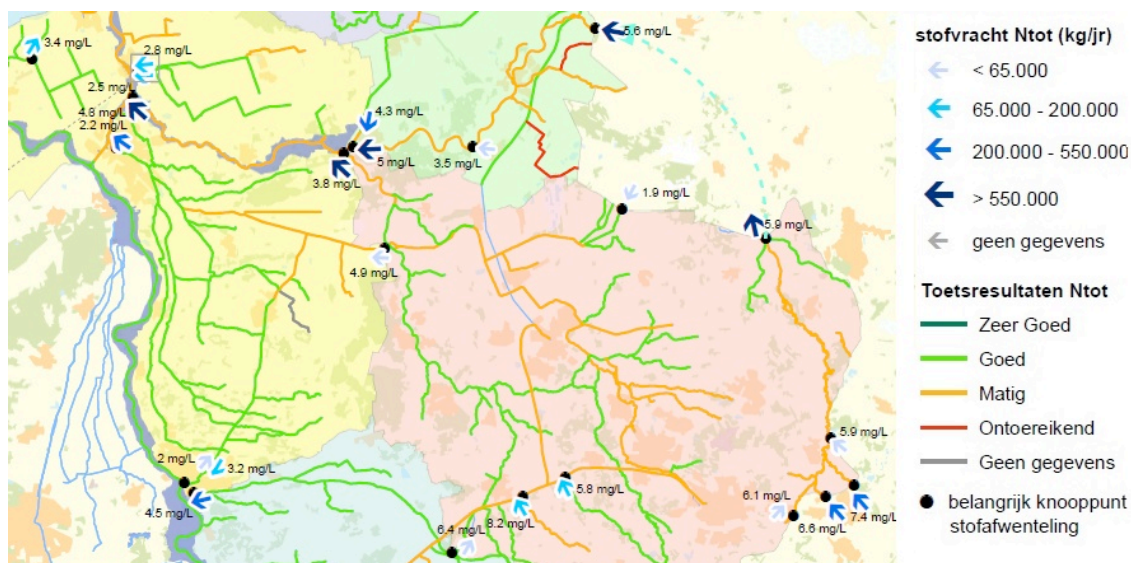 3.4 mg/L
2.8 mg/L
2.5 mg/L
4.8 mg/L
2.2 mg/L
4.3 mg/L
5 mg/L
3.8 mg/L
3.5 mg/L
5.6 mg/L
1.9 mg/L
5.9 mg/L
4.9 mg/L
2 mg/L
3.2 mg/L
4.5 mg/L
6.4 mg/L
8.2 mg/L
5.8 mg/L
5.9 mg/L
6.1 mg/L
6.6 mg/L
7.4 mg/L
stofvracht Ntot (kg/jr)
< 65.000
65.000 - 200.000
200.000 - 550.000
> 550.000
geen gegevens
Toetsresultaten Ntot
Zeer Goed
Goed
Matig
Ontoereikend
Geen gegevens
belangrijk knooppunt
stofafwenteling